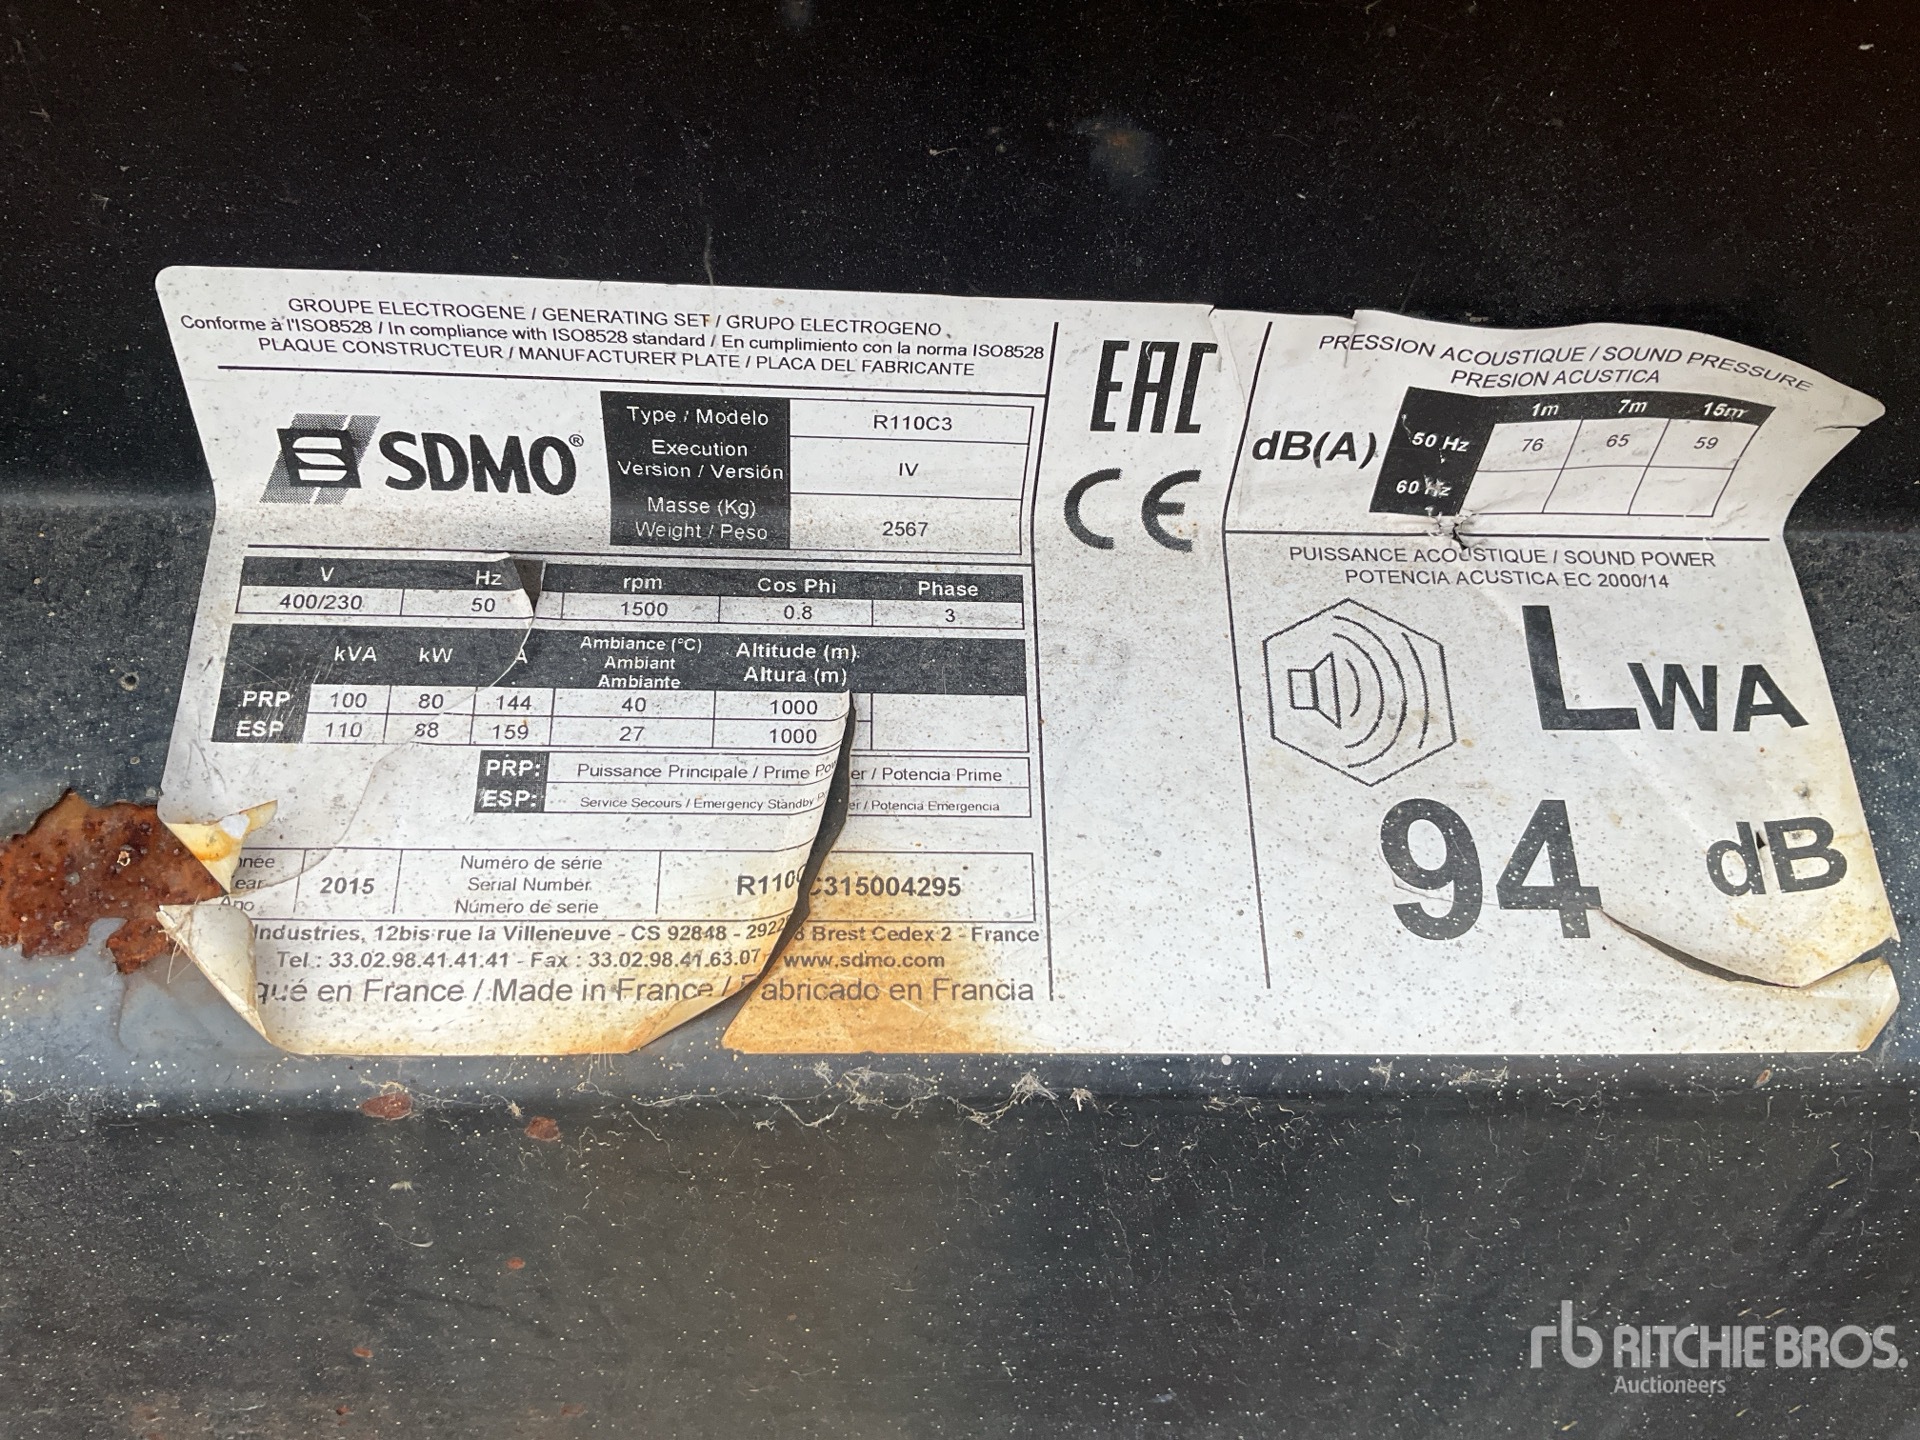 GROUPE ELECTROGENE / GENERATING SET / GRUPO ELECTROGENO
Conforme à l'ISO8528 / In compliance with ISO8528 standard / En cumplimiento con la norma ISO8528
PLAQUE CONSTRUCTEUR / MANUFACTURER PLATE / PLACA DEL FABRICANTE
SDMO®
Type / Modelo R110C3
Execution
Version / Versión IV
Masse (Kg)
Weight / Peso 2567
V Hz rpm Cos Phi Phase
400/230 50 1500 0.8 3
kVA kW A Ambiance (°C) Ambiant Ambiante Altitude (m) Altura (m)
PRP 100 80 144 40 1000
ESP 110 88 159 27 1000
PRP: Puissance Principale / Prime Power / Potencia Prime
ESP: Service Secours / Emergency Standby / Potencia Emergencia
2015
Numéro de série
Serial Number
Número de serie
R110C315004295
Industries, 12bis rue la Villeneuve - CS 92848 - 29228 Brest Cedex 2 - France
Tel : 33.02.98.41.41.41 - Fax : 33.02.98.41.63.07 www.sdmo.com
qué en France / Made in France / Fabricado en Francia
EAC
CE
PRESSION ACOUSTIQUE / SOUND PRESSURE
PRESION ACUSTICA
1m 7m 15m
dB(A) 50 Hz 76 65 59
60 Hz
PUISSANCE ACOUSTIQUE / SOUND POWER
POTENCIA ACUSTICA EC 2000/14
LWA
94 dB
rb RITCHIE BROS.
Auctioneers